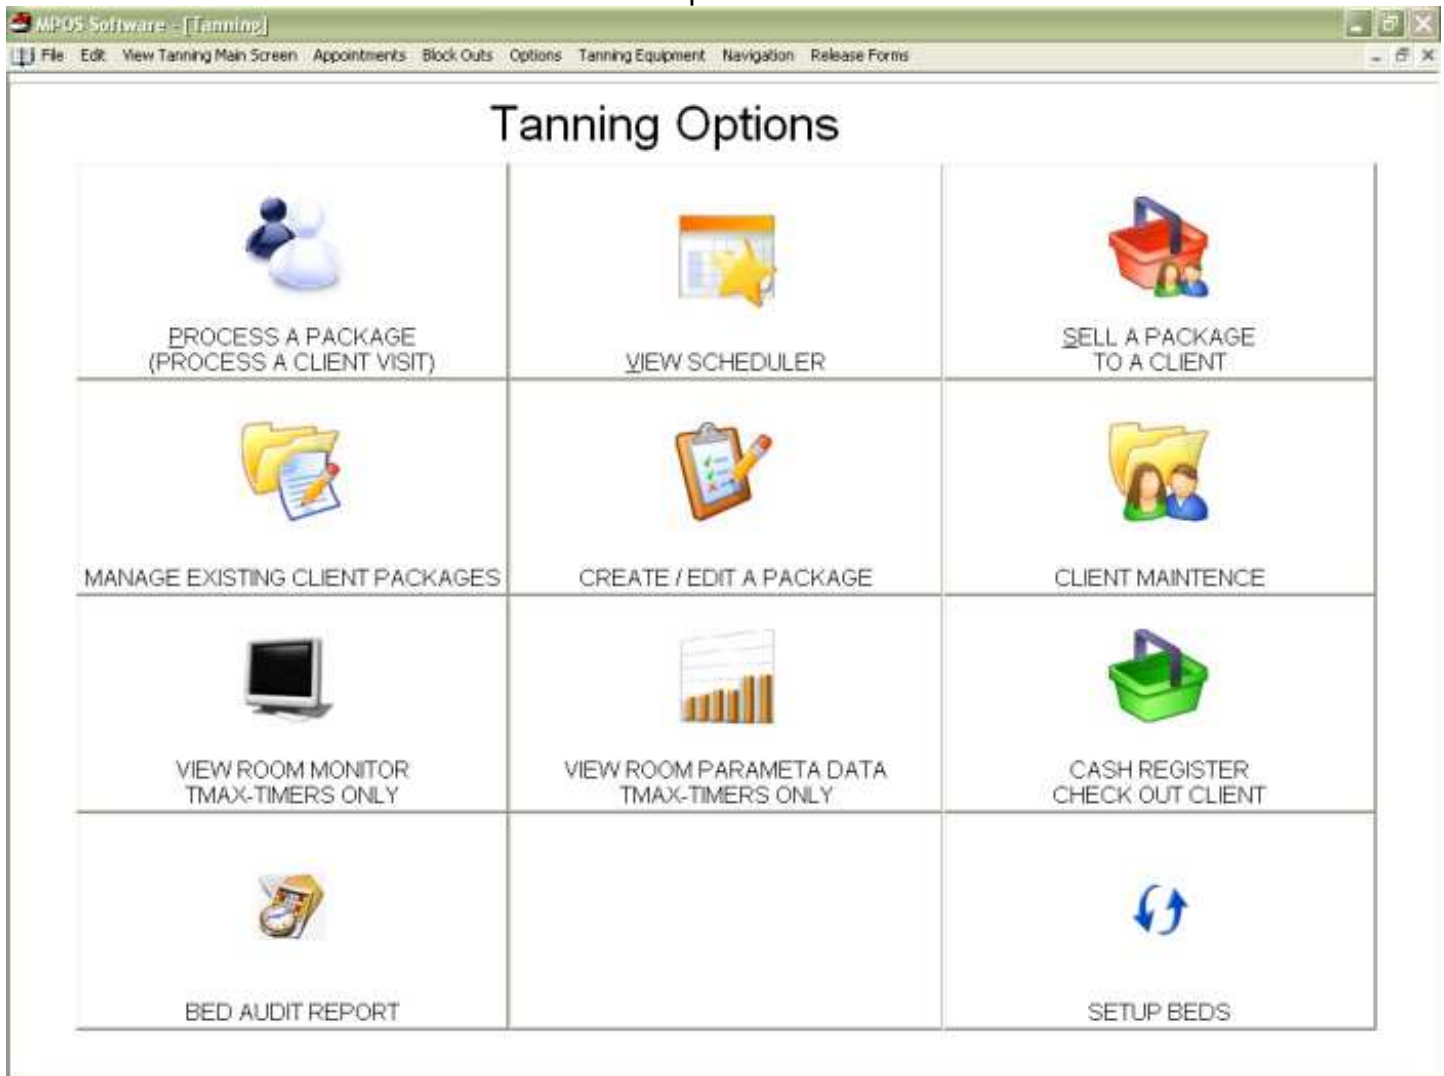 MPOS Software - [Tanning]
File Edit View Tanning Main Screen Appointments Block Outs Options Tanning Equipment Navigation Release Forms
Tanning Options
PROCESS A PACKAGE
(PROCESS A CLIENT VISIT)
VIEW SCHEDULER
SELL A PACKAGE
TO A CLIENT
MANAGE EXISTING CLIENT PACKAGES
CREATE / EDIT A PACKAGE
CLIENT MAINTENCE
VIEW ROOM MONITOR
TMAX-TIMERS ONLY
VIEW ROOM PARAMETA DATA
TMAX-TIMERS ONLY
CASH REGISTER
CHECK OUT CLIENT
BED AUDIT REPORT
SETUP BEDS